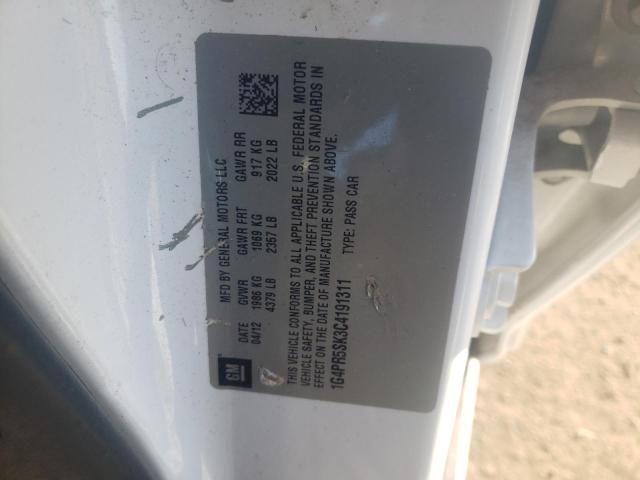 GM
MFD BY GENERAL MOTORS LLC
DATE GVWR GAWR FRT GAWR RR
04/12 1986 KG 1069 KG 917 KG
4379 LB 2357 LB 2022 LB
THIS VEHICLE CONFORMS TO ALL APPLICABLE U.S. FEDERAL MOTOR
VEHICLE SAFETY, BUMPER, AND THEFT PREVENTION STANDARDS IN
EFFECT ON THE DATE OF MANUFACTURE SHOWN ABOVE.
1G4PR5SK3C4191311 TYPE: PASS CAR